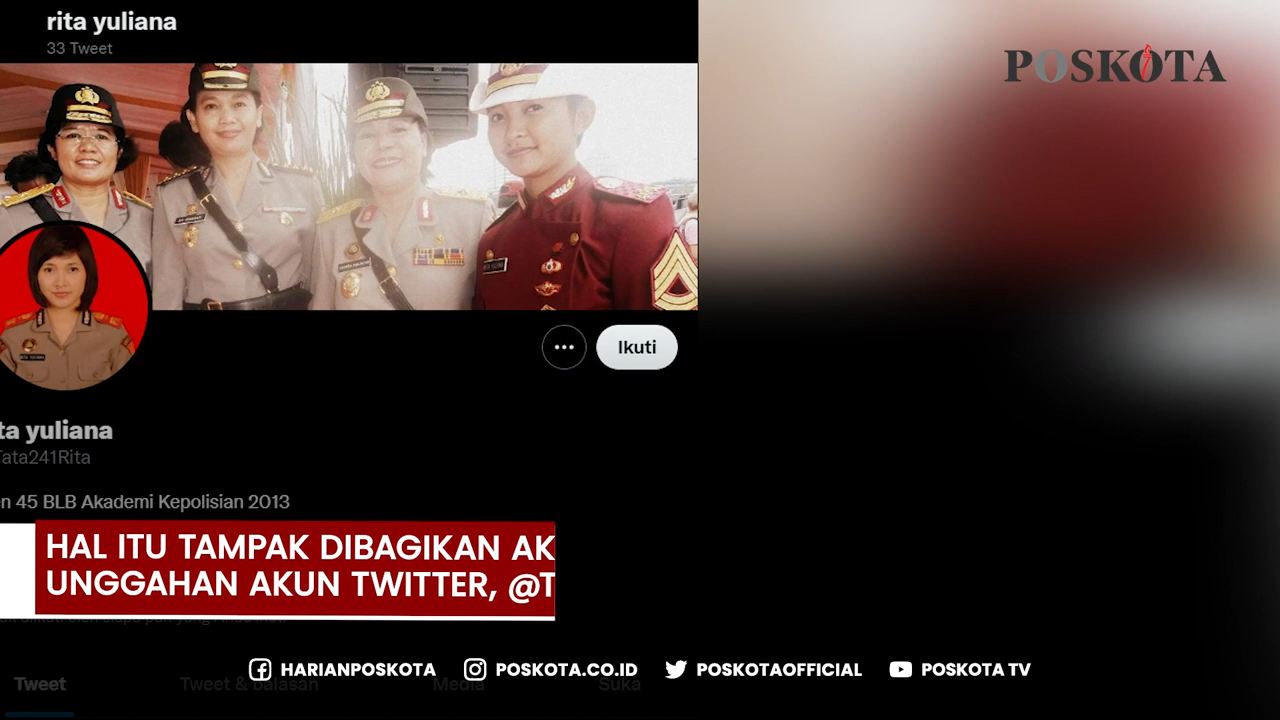 rita yuliana
33 Tweet
POSKOTA
Ikuti
ta yuliana
Tata241Rita
n 45 BLB Akademi Kepolisian 2013
HAL ITU TAMPAK DIBAGIKAN AK
UNGGAHAN AKUN TWITTER, @T
Tweet
Tweet & balasan
Media
Suka
HARIANPOSKOTA
POSKOTA.CO.ID
POSKOTAOFFICIAL
POSKOTA TV